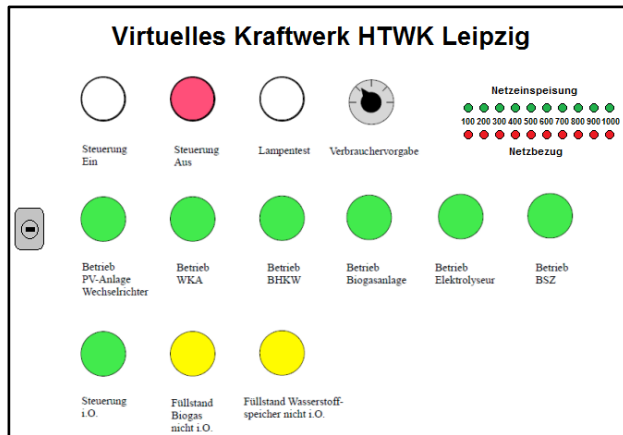 Virtuelles Kraftwerk HTWK Leipzig
Netzeinspeisung
100 200 300 400 500 600 700 800 900 1000
Netzbezug
Steuerung
Ein
Steuerung
Aus
Lampentest
Verbrauchervorgabe
Betrieb
PV-Anlage
Wechselrichter
Betrieb
WKA
Betrieb
BHKW
Betrieb
Biogasanlage
Betrieb
Elektrolyseur
Betrieb
BSZ
Steuerung
i.O.
Füllstand
Biogas
nicht i.O.
Füllstand Wasserstoff-
speicher nicht i.O.